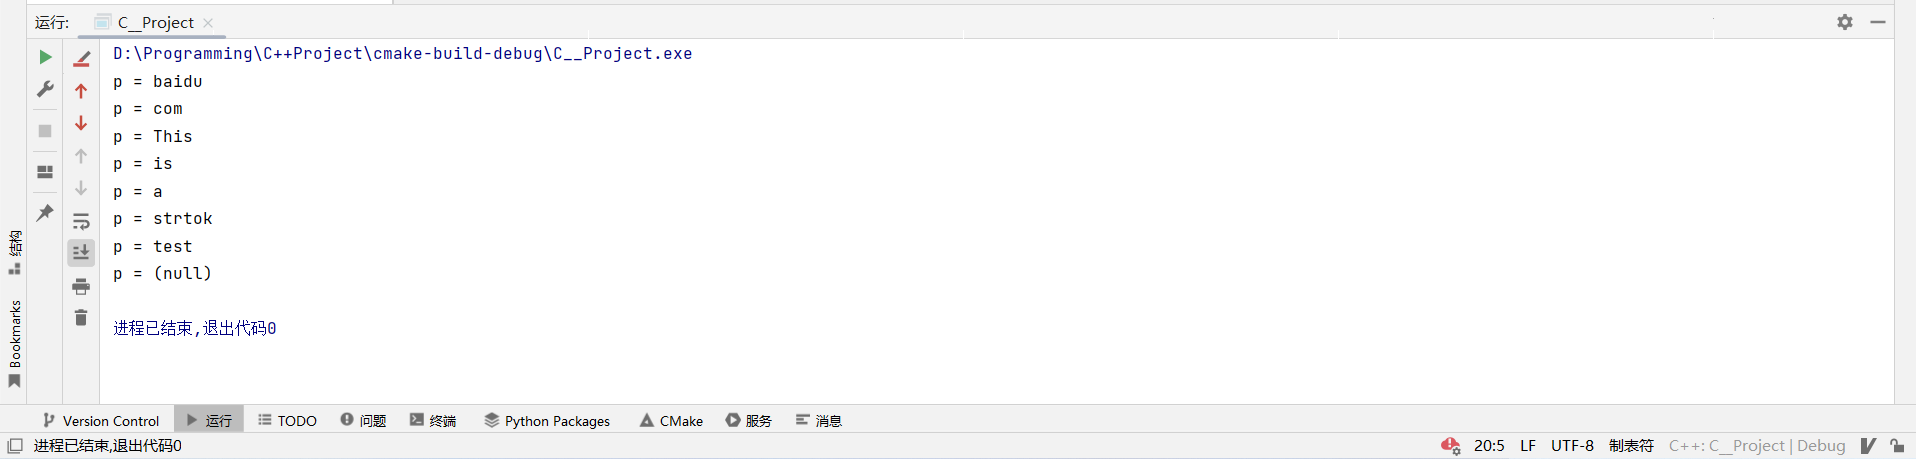 运行: C__Project
D:\Programming\C++Project\cmake-build-debug\C__Project.exe
p = baidu
p = com
p = This
p = is
p = a
p = strtok
p = test
p = (null)
进程已结束,退出代码0
结构
Bookmarks
Version Control 运行 TODO 问题 终端 Python Packages CMake 服务 消息
进程已结束,退出代码0 20:5 LF UTF-8 制表符 C++: C__Project | Debug